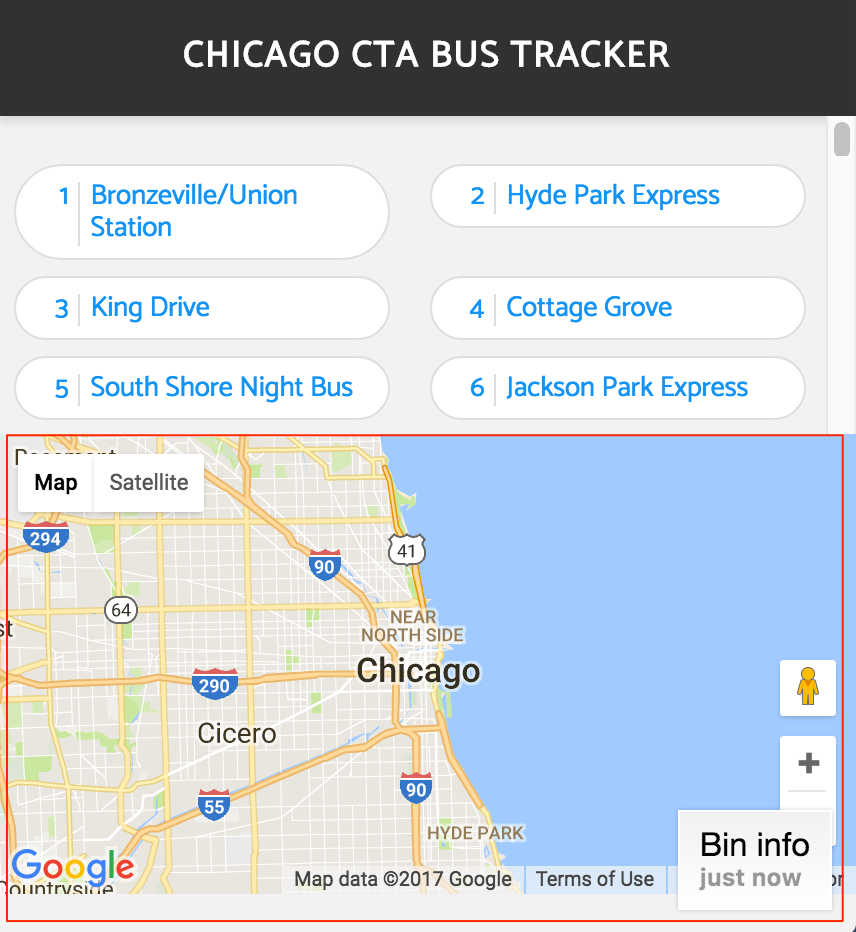 CHICAGO CTA BUS TRACKER
1 Bronzeville/Union
Station
2 Hyde Park Express
3 King Drive
4 Cottage Grove
5 South Shore Night Bus
6 Jackson Park Express
Map Satellite
294
41
90
64
NEAR
NORTH SIDE
Chicago
290
Cicero
90
55
HYDE PARK
Google
Countryside
Map data ©2017 Google
Terms of Use
Bin info
just now